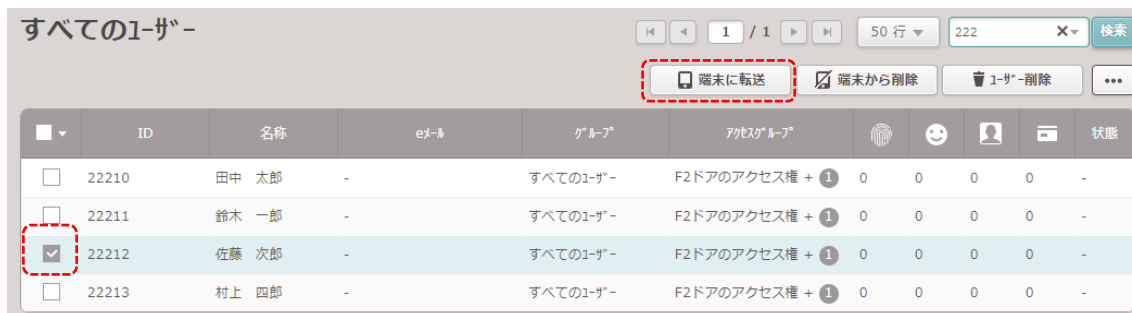 すべてのﾕｰｻﾞｰ
1 / 1 50 行 222 検索
端末に転送 端末から削除 ﾕｰｻﾞｰ削除 •••
ID 名称 eﾒｰﾙ ｸﾞﾙｰﾌﾟ ｱｸｾｽｸﾞﾙｰﾌﾟ 状態
22210 田中 太郎 - すべてのﾕｰｻﾞｰ F2ドアのアクセス権 + 1 0 0 0 0 -
22211 鈴木 一郎 - すべてのﾕｰｻﾞｰ F2ドアのアクセス権 + 1 0 0 0 0 -
22212 佐藤 次郎 - すべてのﾕｰｻﾞｰ F2ドアのアクセス権 + 1 0 0 0 0 -
22213 村上 四郎 - すべてのﾕｰｻﾞｰ F2ドアのアクセス権 + 1 0 0 0 0 -